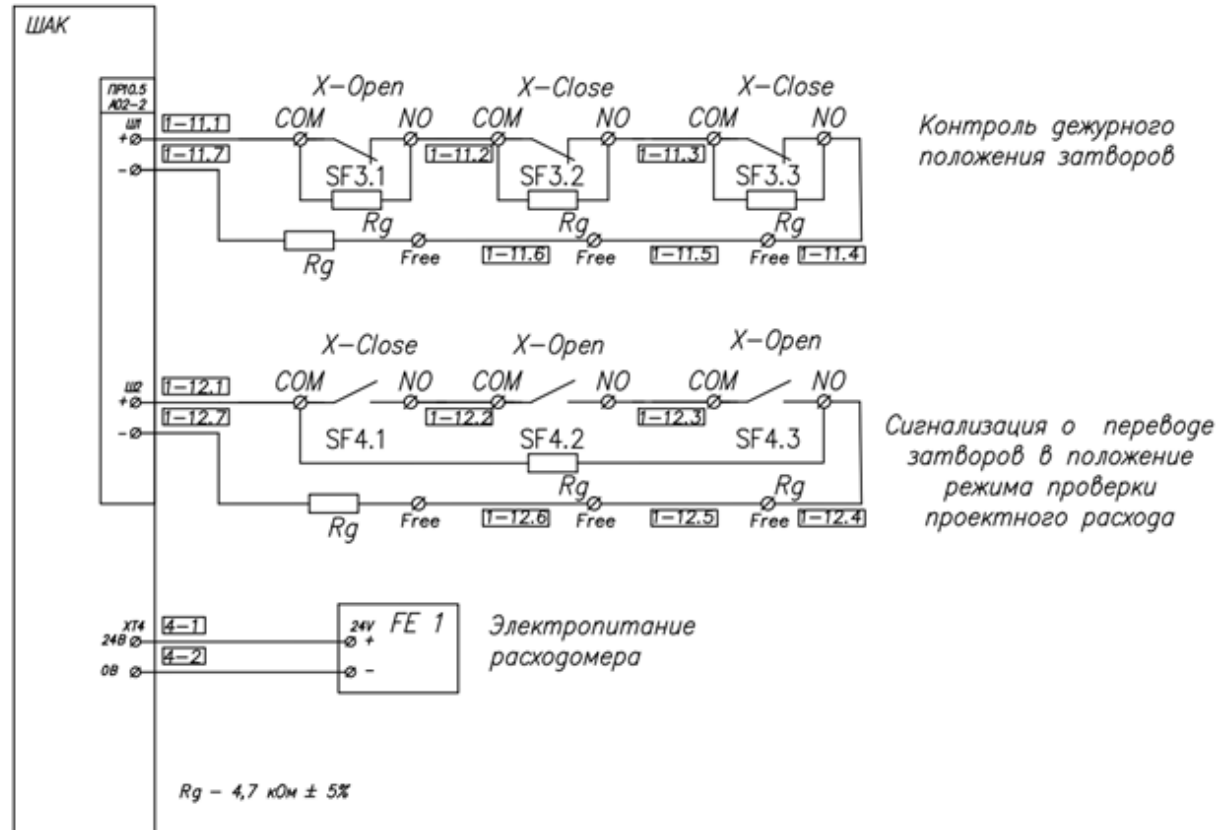 ШАК
ПР10.5
А02-2
X-Open
X-Close
X-Close
Ш1
1-11.1
COM
NO
COM
NO
COM
NO
+
1-11.7
1-11.2
1-11.3
-
SF3.1
SF3.2
SF3.3
Rg
Rg
Rg
Rg
Free
1-11.6
Free
1-11.5
Free
1-11.4
Контроль дежурного
положения затворов
X-Close
X-Open
X-Open
Ш2
1-12.1
COM
NO
COM
NO
COM
NO
+
1-12.7
1-12.2
1-12.3
-
SF4.1
SF4.2
SF4.3
Rg
Rg
Rg
Free
1-12.6
Free
1-12.5
Free
1-12.4
Сигнализация о переводе
затворов в положение
режима проверки
проектного расхода
ХТ4
4-1
24В
4-2
0В
24V
FE 1
+
-
Электропитание
расходомера
Rg - 4,7 кОм ± 5%